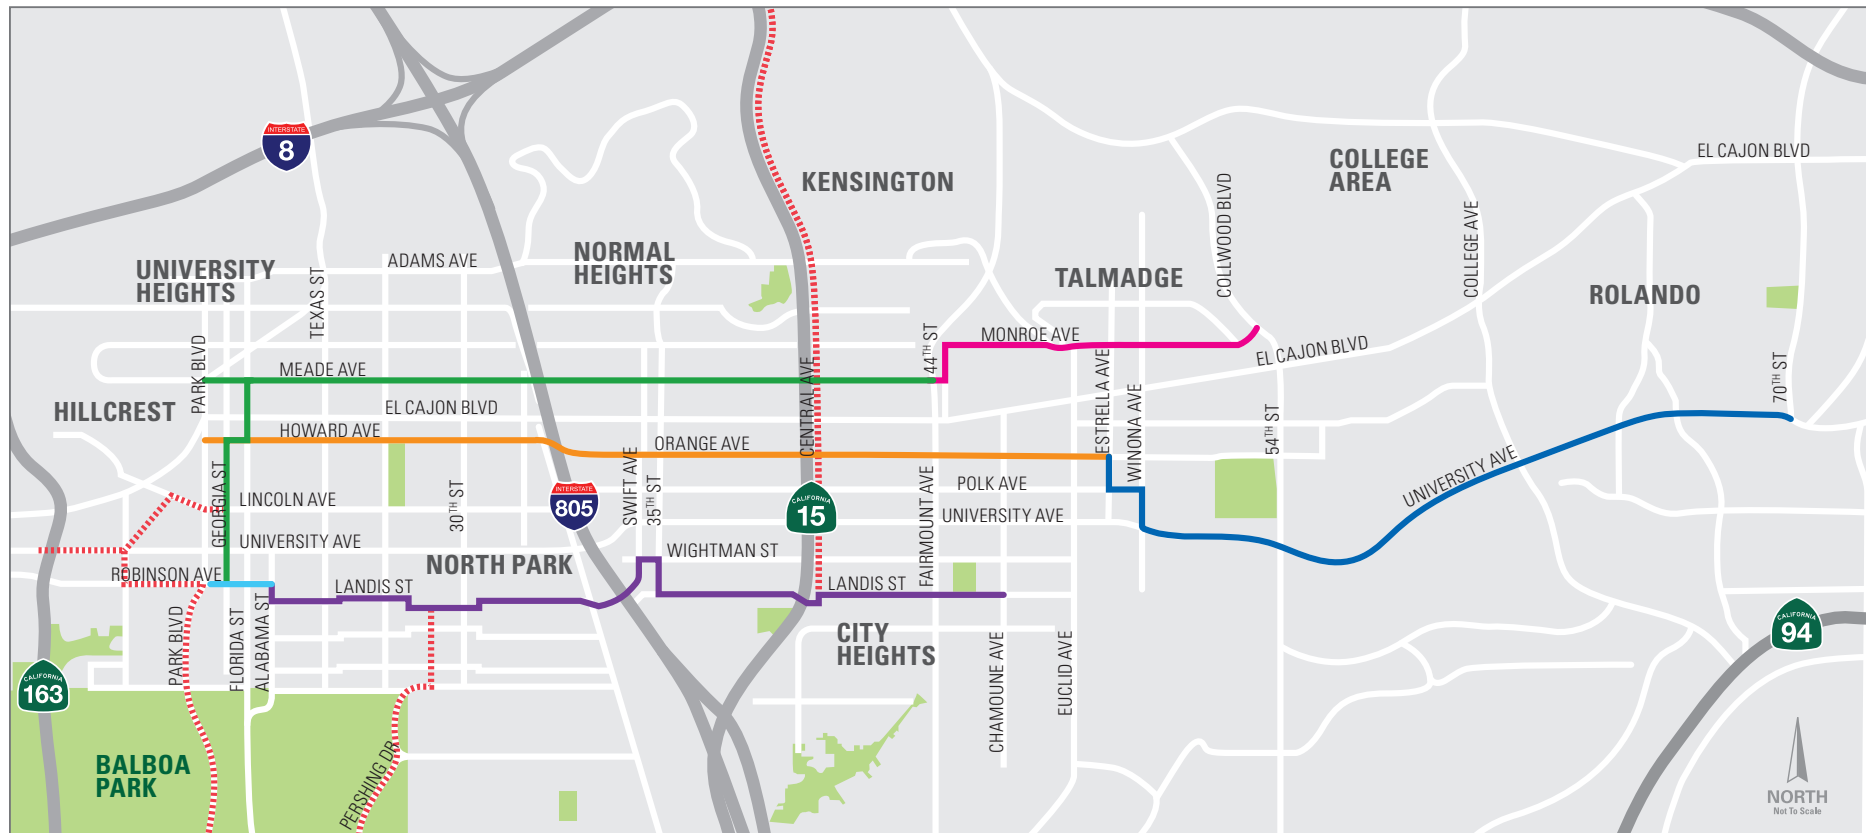 INTERSTATE
8
KENSINGTON
COLLEGE
AREA
EL CAJON BLVD
COLLWOOD BLVD
COLLEGE AVE
UNIVERSITY
HEIGHTS
ADAMS AVE
TEXAS ST
NORMAL
HEIGHTS
TALMADGE
ROLANDO
PARK BLVD
MEADE AVE
CENTRAL AVE
44TH ST
MONROE AVE
EL CAJON BLVD
ESTRELLA AVE
WINONA AVE
54TH ST
70TH ST
HILLCREST
EL CAJON BLVD
HOWARD AVE
ORANGE AVE
GEORGIA ST
LINCOLN AVE
30TH ST
INTERSTATE
805
SWIFT AVE
35TH ST
CALIFORNIA
15
FAIRMOUNT AVE
POLK AVE
UNIVERSITY AVE
UNIVERSITY AVE
UNIVERSITY AVE
WIGHTMAN ST
NORTH PARK
ROBINSON AVE
LANDIS ST
LANDIS ST
PARK BLVD
FLORIDA ST
ALABAMA ST
CITY
HEIGHTS
CHAMOUNE AVE
EUCLID AVE
CALIFORNIA
94
CALIFORNIA
163
BALBOA
PARK
PERSHING DR
NORTH
Not To Scale